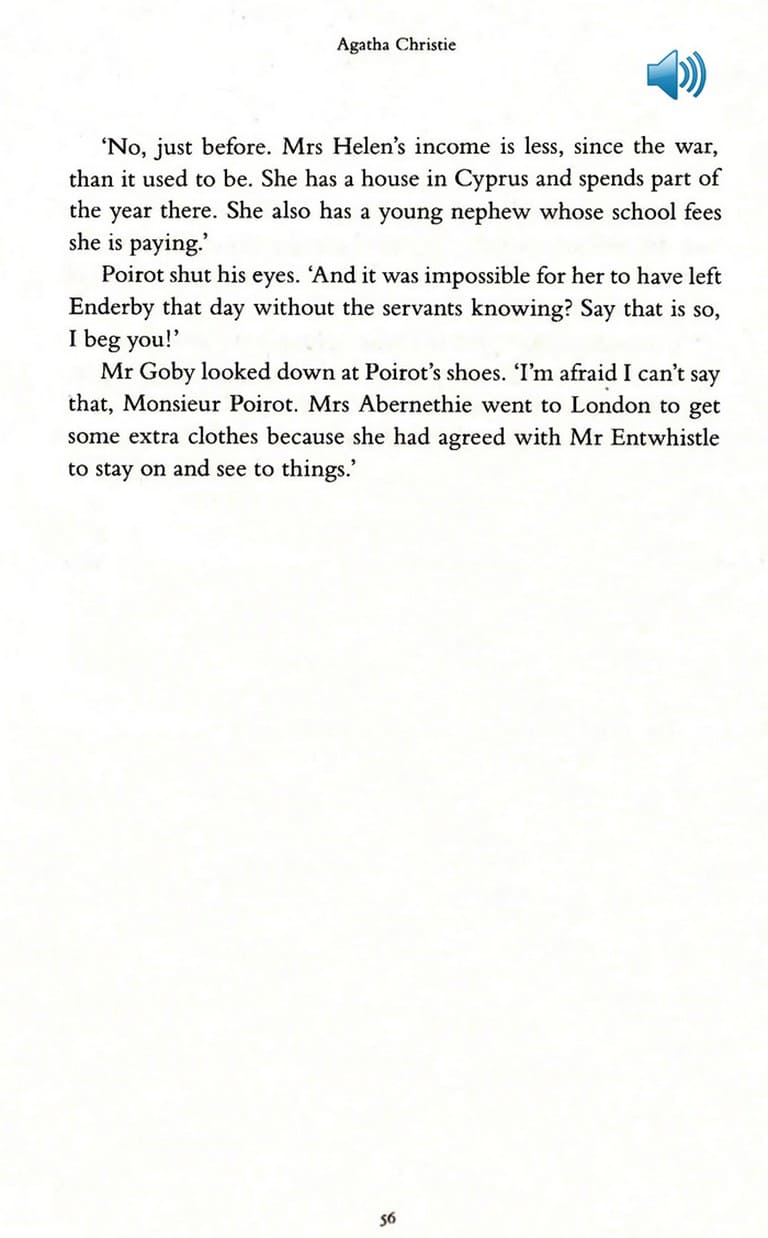 Agatha Christie
‘No, just before. Mrs Helen’s income is less, since the war,
than it used to be. She has a house in Cyprus and spends part of
the year there. She also has a young nephew whose school fees
she is paying.’
Poirot shut his eyes. ‘And it was impossible for her to have left
Enderby that day without the servants knowing? Say that is so,
I beg you!’
Mr Goby looked down at Poirot’s shoes. ‘I’m afraid I can’t say
that, Monsieur Poirot. Mrs Abernethie went to London to get
some extra clothes because she had agreed with Mr Entwhistle
to stay on and see to things.’
56